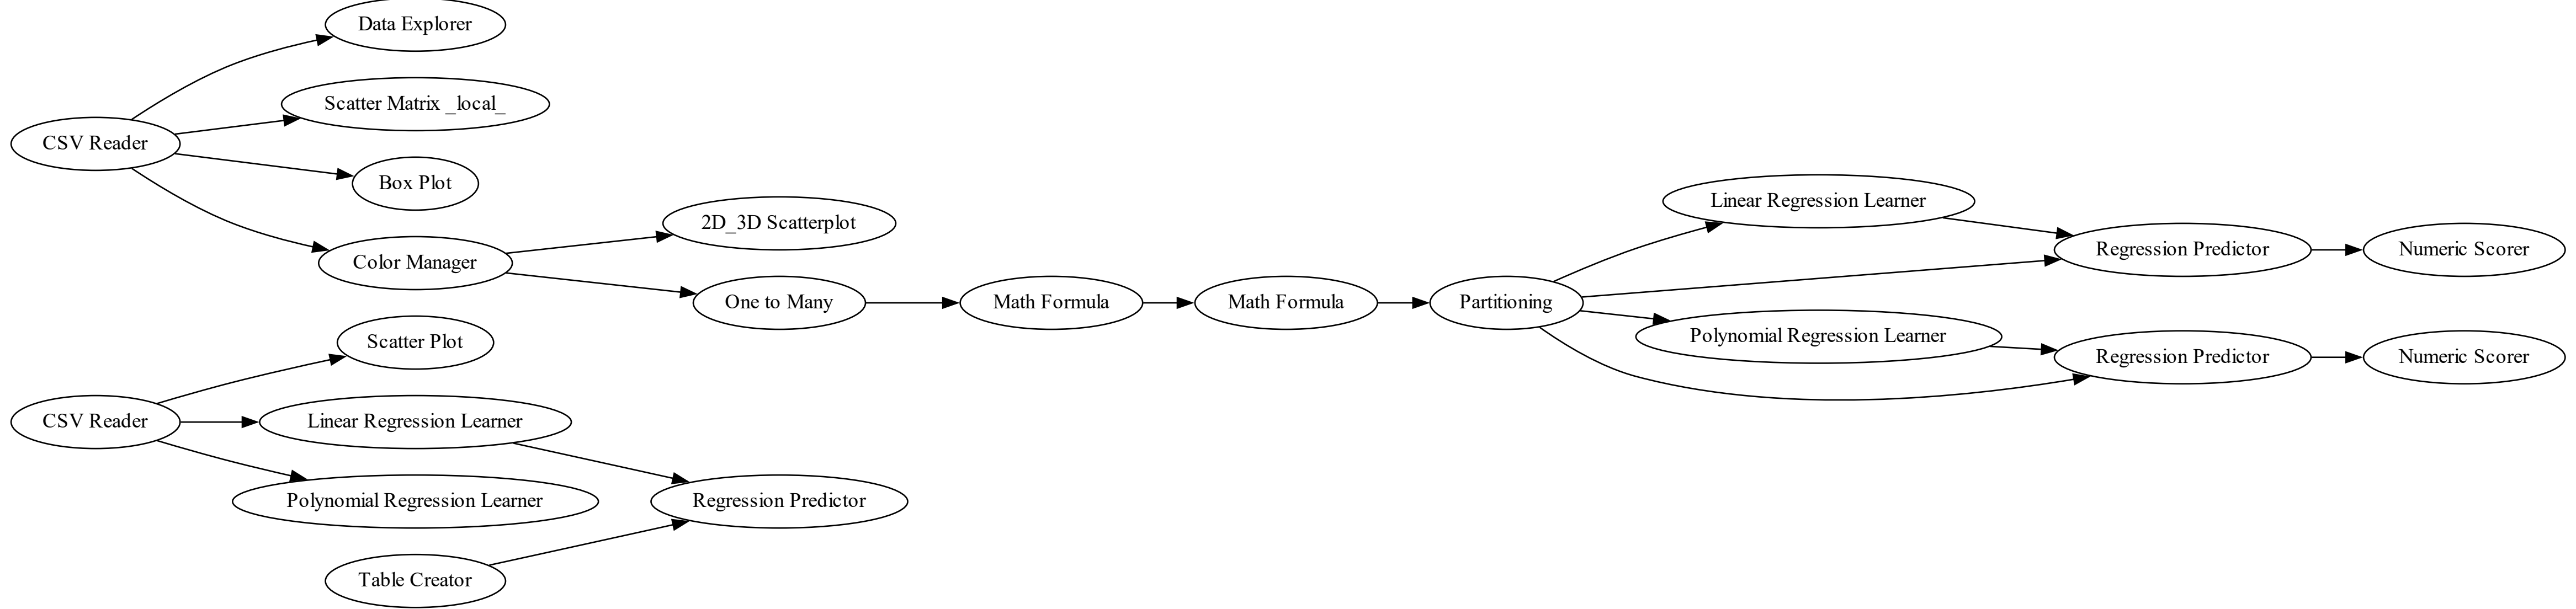 Data Explorer
Scatter Matrix _local_
CSV Reader
Box Plot
Color Manager
2D_3D Scatterplot
One to Many
Math Formula
Math Formula
Partitioning
Linear Regression Learner
Regression Predictor
Numeric Scorer
Polynomial Regression Learner
Regression Predictor
Numeric Scorer
Scatter Plot
CSV Reader
Linear Regression Learner
Polynomial Regression Learner
Regression Predictor
Table Creator